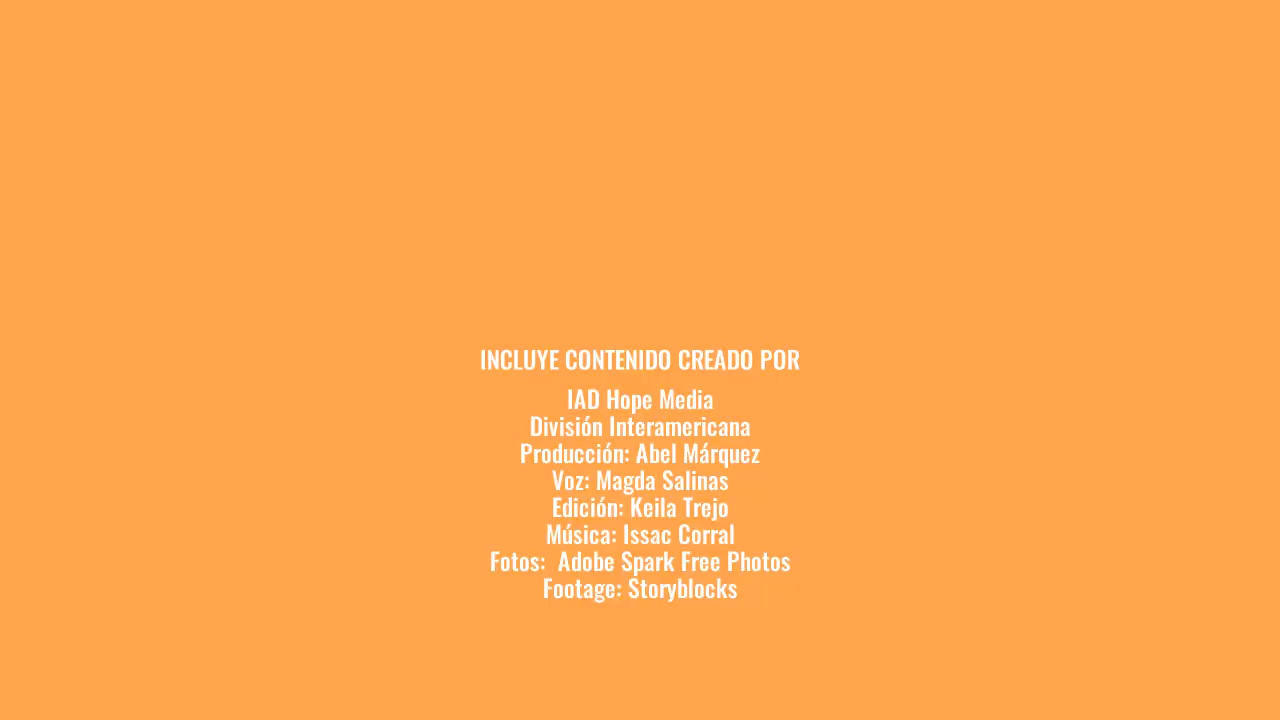 INCLUYE CONTENIDO CREADO POR
IAD Hope Media
División Interamericana
Producción: Abel Márquez
Voz: Magda Salinas
Edición: Keila Trejo
Música: Issac Corral
Fotos:  Adobe Spark Free Photos
Footage: Storyblocks